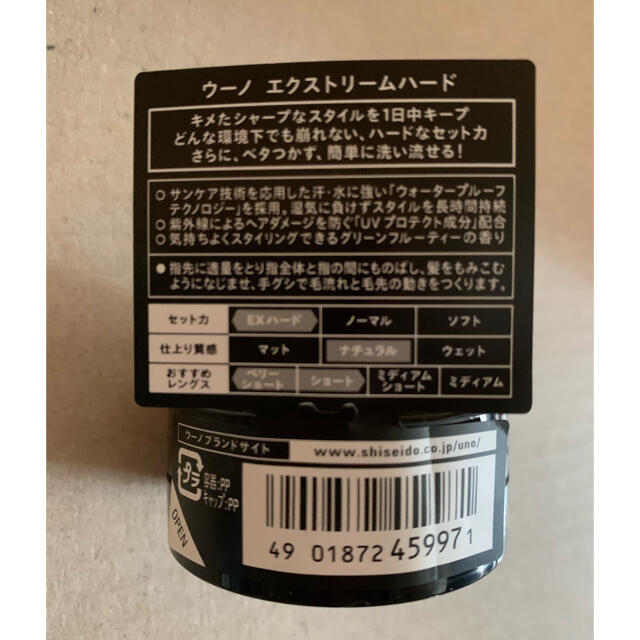 ウーノ エクストリームハード
キメたシャープなスタイルを1日中キープ
どんな環境下でも崩れない、ハードなセット力
さらに、ベタつかず、簡単に洗い流せる!
○ サンケア技術を応用した汗・水に強い「ウォータープルーフ
テクノロジー」を採用。湿気に負けずスタイルを長時間持続
○ 紫外線によるヘアダメージを防ぐ「UVプロテクト成分」配合
○ 気持ちよくスタイリングできるグリーンフルーティーの香り
● 指先に適量をとり指全体と指の間にものばし、髪をもみこむ
ようになじませ、手グシで毛流れと毛先の動きをつくります。
セット力 EXハード ノーマル ソフト
仕上り質感 マット ナチュラル ウェット
おすすめレングス ベリーショート ショート ミディアムショート ミディアム
ウーノブランドサイト www.shiseido.co.jp/uno/
プラ
容器:PP
キャップ:PP
OPEN
49 01872 459971